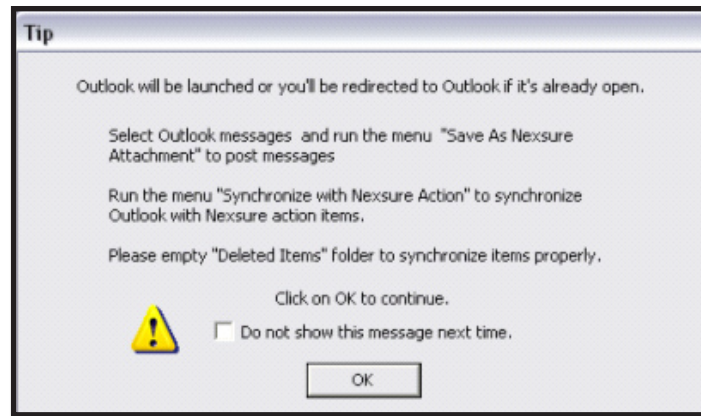 Tip
Outlook will be launched or you'll be redirected to Outlook if it's already open.
Select Outlook messages and run the menu "Save As Nexsure
Attachment" to post messages
Run the menu "Synchronize with Nexsure Action" to synchronize
Outlook with Nexsure action items.
Please empty "Deleted Items" folder to synchronize items properly.
Click on OK to continue.
Do not show this message next time.
OK